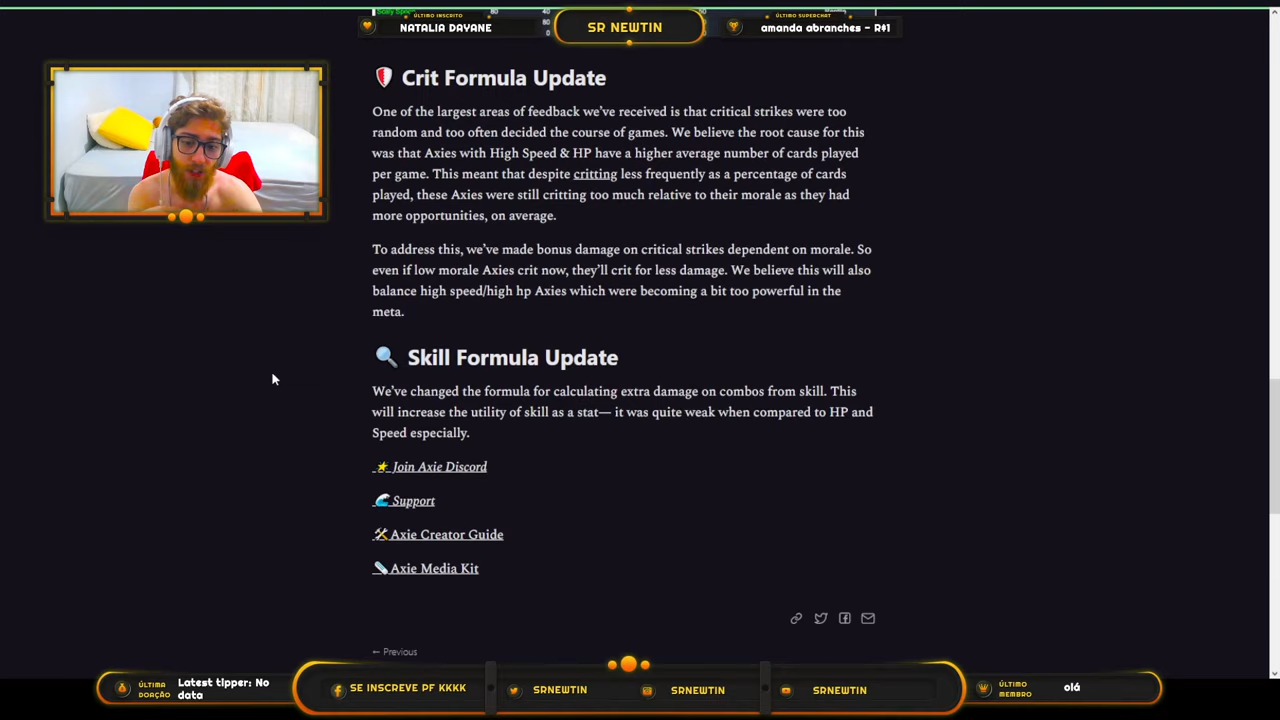 ÚLTIMO INSCRITO
NATALIA DAYANE
SR NEWTIN
ÚLTIMO SUPERCHAT
amanda abranches - R$1
Crit Formula Update
One of the largest areas of feedback we've received is that critical strikes were too
random and too often decided the course of games. We believe the root cause for this
was that Axies with High Speed & HP have a higher average number of cards played
per game. This meant that despite critting less frequently as a percentage of cards
played, these Axies were still critting too much relative to their morale as they had
more opportunities, on average.
To address this, we've made bonus damage on critical strikes dependent on morale. So
even if low morale Axies crit now, they'll crit for less damage. We believe this will also
balance high speed/high hp Axies which were becoming a bit too powerful in the
meta.
Skill Formula Update
We've changed the formula for calculating extra damage on combos from skill. This
will increase the utility of skill as a stat— it was quite weak when compared to HP and
Speed especially.
Join Axie Discord
Support
Axie Creator Guide
Axie Media Kit
← Previous
ÚLTIMA
DOAÇÃO
Latest tipper: No
data
SE INSCREVE PF KKKK
SRNEWTIN
SRNEWTIN
SRNEWTIN
ÚLTIMO
MEMBRO
olá